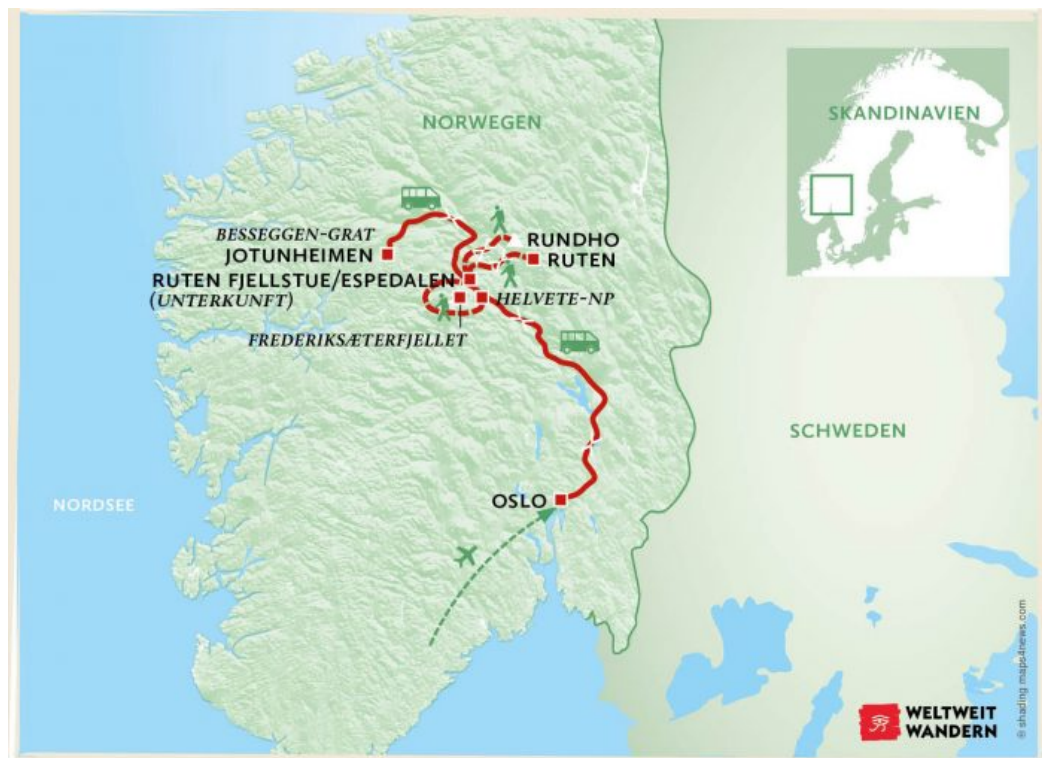 NORWEGEN
SKANDINAVIEN
BESSEGGEN-GRAT
JOTUNHEIMEN
RUNDHO
RUTEN
RUTEN FJELLSTUE/ESPEDALEN
(UNTERKUNFT)
HELVETE-NP
FREDERIKSÆTERFJELLET
SCHWEDEN
NORDSEE
OSLO
© shading maps4news.com
WELTWEIT
WANDERN